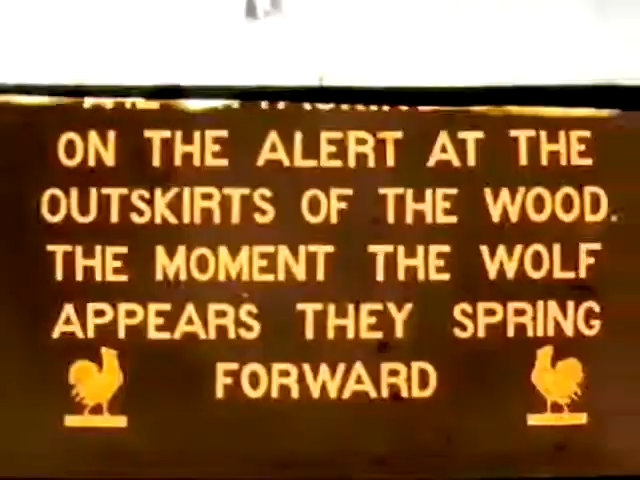 ON THE ALERT AT THE
OUTSKIRTS OF THE WOOD.
THE MOMENT THE WOLF
APPEARS THEY SPRING
FORWARD